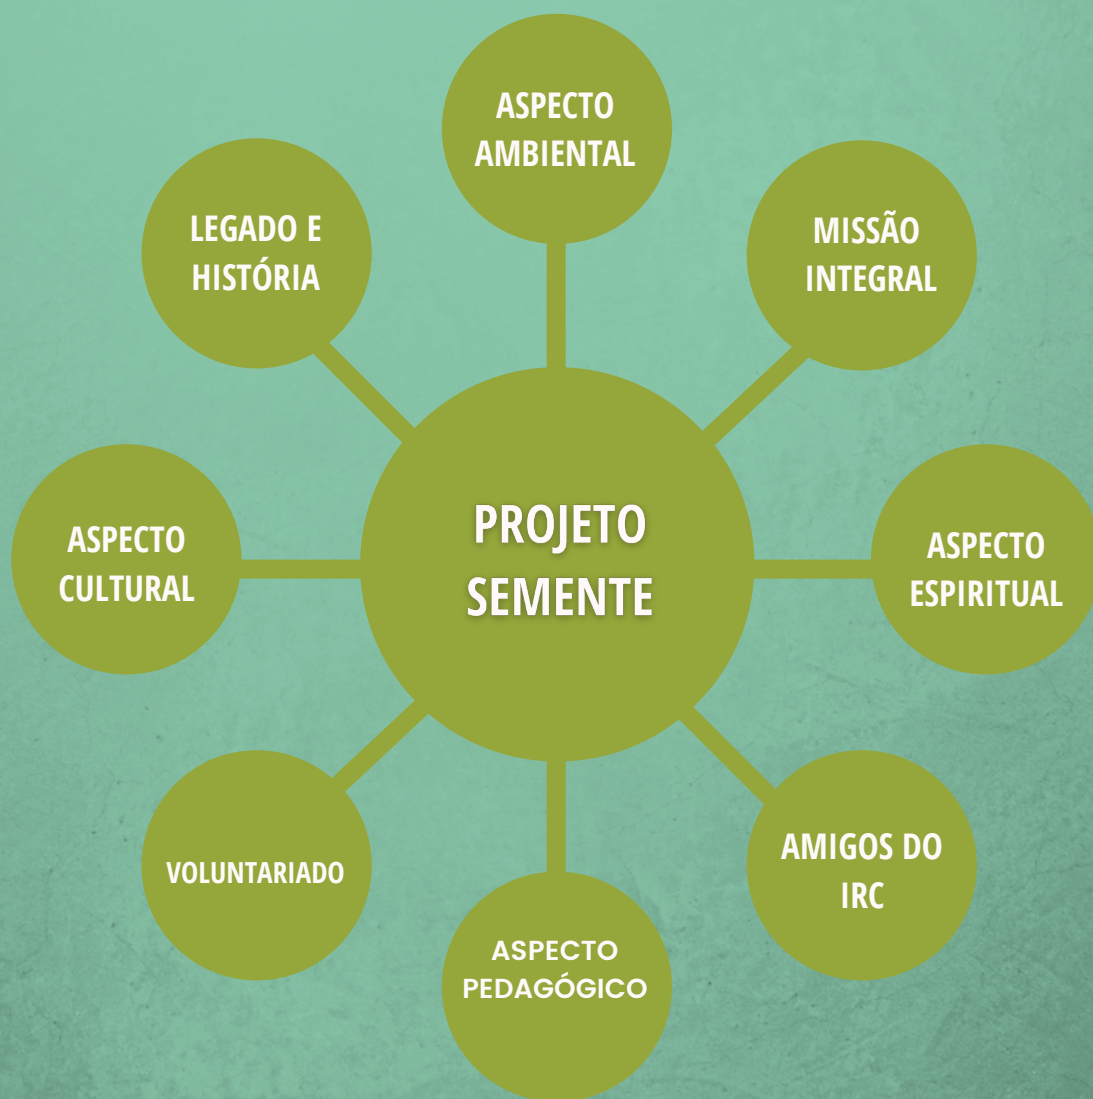 ASPECTO
AMBIENTAL
LEGADO E
HISTÓRIA
MISSÃO
INTEGRAL
ASPECTO
CULTURAL
PROJETO
SEMENTE
ASPECTO
ESPIRITUAL
VOLUNTARIADO
AMIGOS DO
IRC
ASPECTO
PEDAGÓGICO